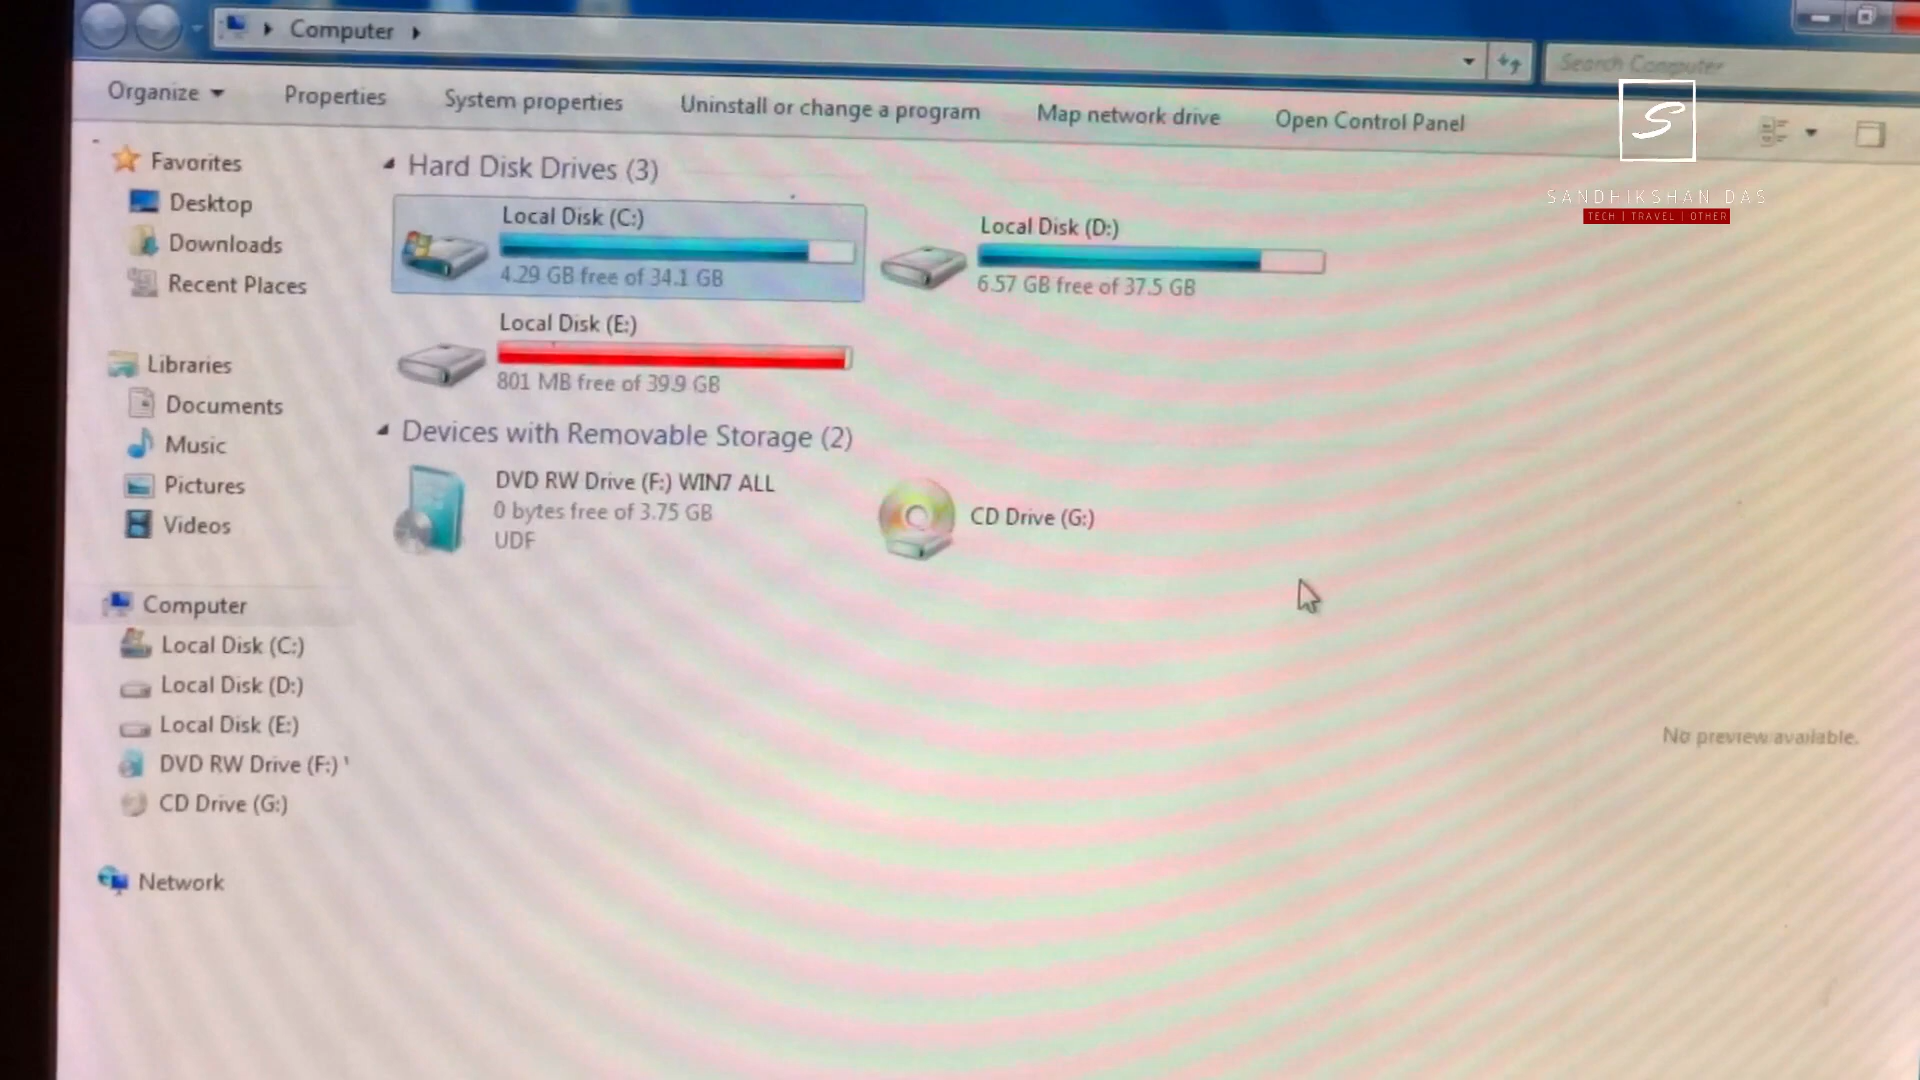 Computer
Search Computer
Organize
Properties
System properties
Uninstall or change a program
Map network drive
Open Control Panel
S
SANDHIKSHAN DAS
TECH | TRAVEL | OTHER
Favorites
Desktop
Downloads
Recent Places
Libraries
Documents
Music
Pictures
Videos
Computer
Local Disk (C:)
Local Disk (D:)
Local Disk (E:)
DVD RW Drive (F:)
CD Drive (G:)
Network
Hard Disk Drives (3)
Local Disk (C:)
4.29 GB free of 34.1 GB
Local Disk (D:)
6.57 GB free of 37.5 GB
Local Disk (E:)
801 MB free of 39.9 GB
Devices with Removable Storage (2)
DVD RW Drive (F:) WIN7 ALL
0 bytes free of 3.75 GB
UDF
CD Drive (G:)
No preview available.